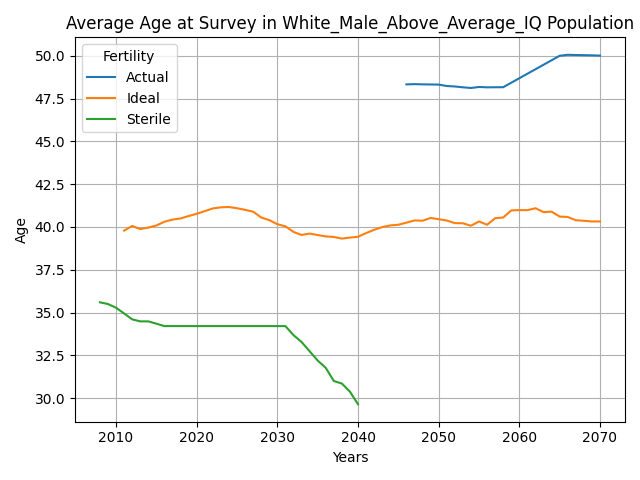 Average Age at Survey in White_Male_Above_Average_IQ Population
Fertility
Actual
Ideal
Sterile
Age
50.0
47.5
45.0
42.5
40.0
37.5
35.0
32.5
30.0
2010 2020 2030 2040 2050 2060 2070
Years